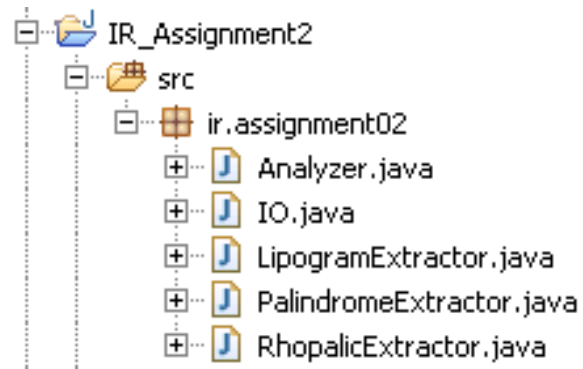 IR_Assignment2
src
ir.assignment02
Analyzer.java
IO.java
LipogramExtractor.java
PalindromeExtractor.java
RhopalicExtractor.java